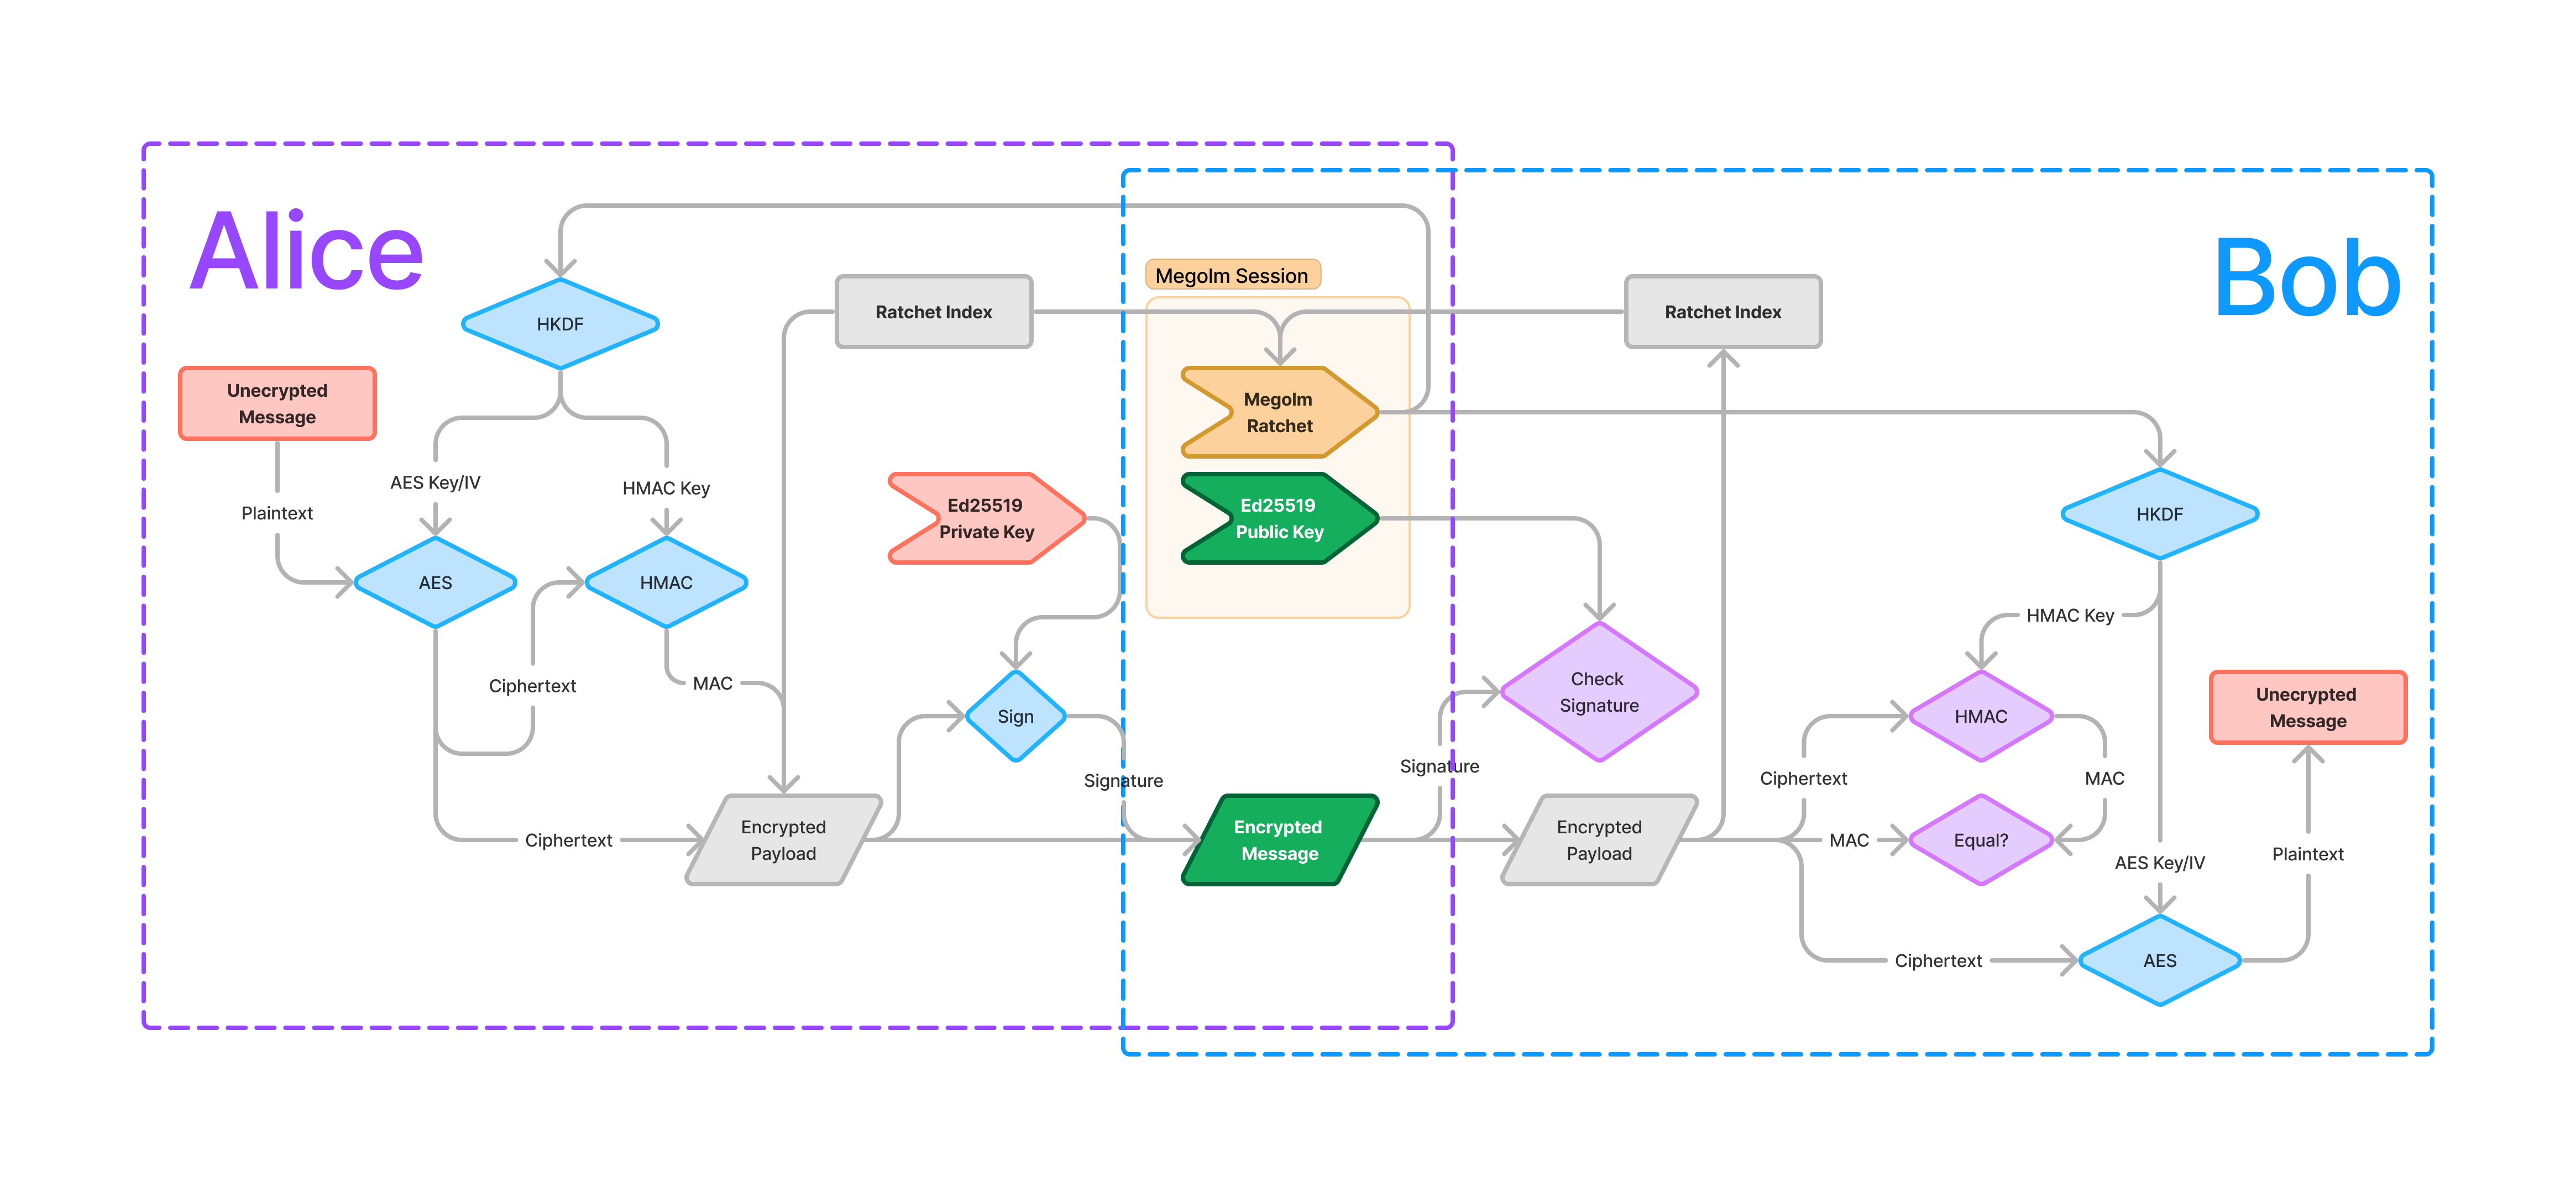 Alice
Bob
Megolm Session
HKDF
Ratchet Index
Ratchet Index
Unecrypted
Message
Megolm
Ratchet
AES Key/IV
HMAC Key
Plaintext
Ed25519
Private Key
Ed25519
Public Key
HKDF
AES
HMAC
HMAC Key
Ciphertext
MAC
Sign
Check
Signature
HMAC
Unecrypted
Message
Signature
Signature
Ciphertext
MAC
Ciphertext
Encrypted
Payload
Encrypted
Message
Encrypted
Payload
MAC
Equal?
AES Key/IV
Plaintext
Ciphertext
AES